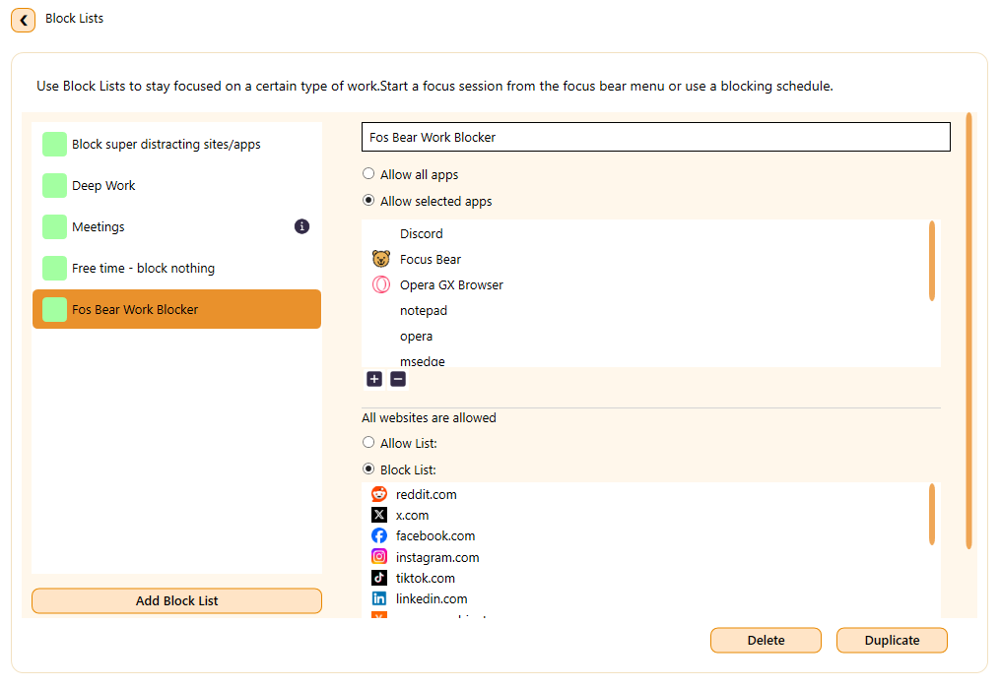 Block Lists
Use Block Lists to stay focused on a certain type of work.Start a focus session from the focus bear menu or use a blocking schedule.
Block super distracting sites/apps
Deep Work
Meetings
Free time - block nothing
Fos Bear Work Blocker
Add Block List
Fos Bear Work Blocker
Allow all apps
Allow selected apps
Discord
Focus Bear
Opera GX Browser
notepad
opera
msedge
All websites are allowed
Allow List:
Block List:
reddit.com
x.com
facebook.com
instagram.com
tiktok.com
linkedin.com
Delete
Duplicate